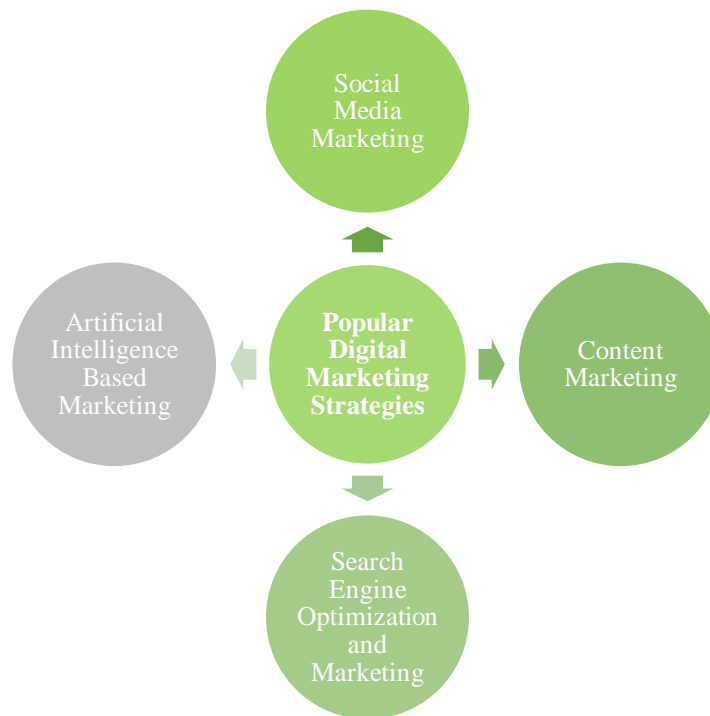 Social
Media
Marketing
Artificial
Intelligence
Based
Marketing
Popular
Digital
Marketing
Strategies
Content
Marketing
Search
Engine
Optimization
and
Marketing